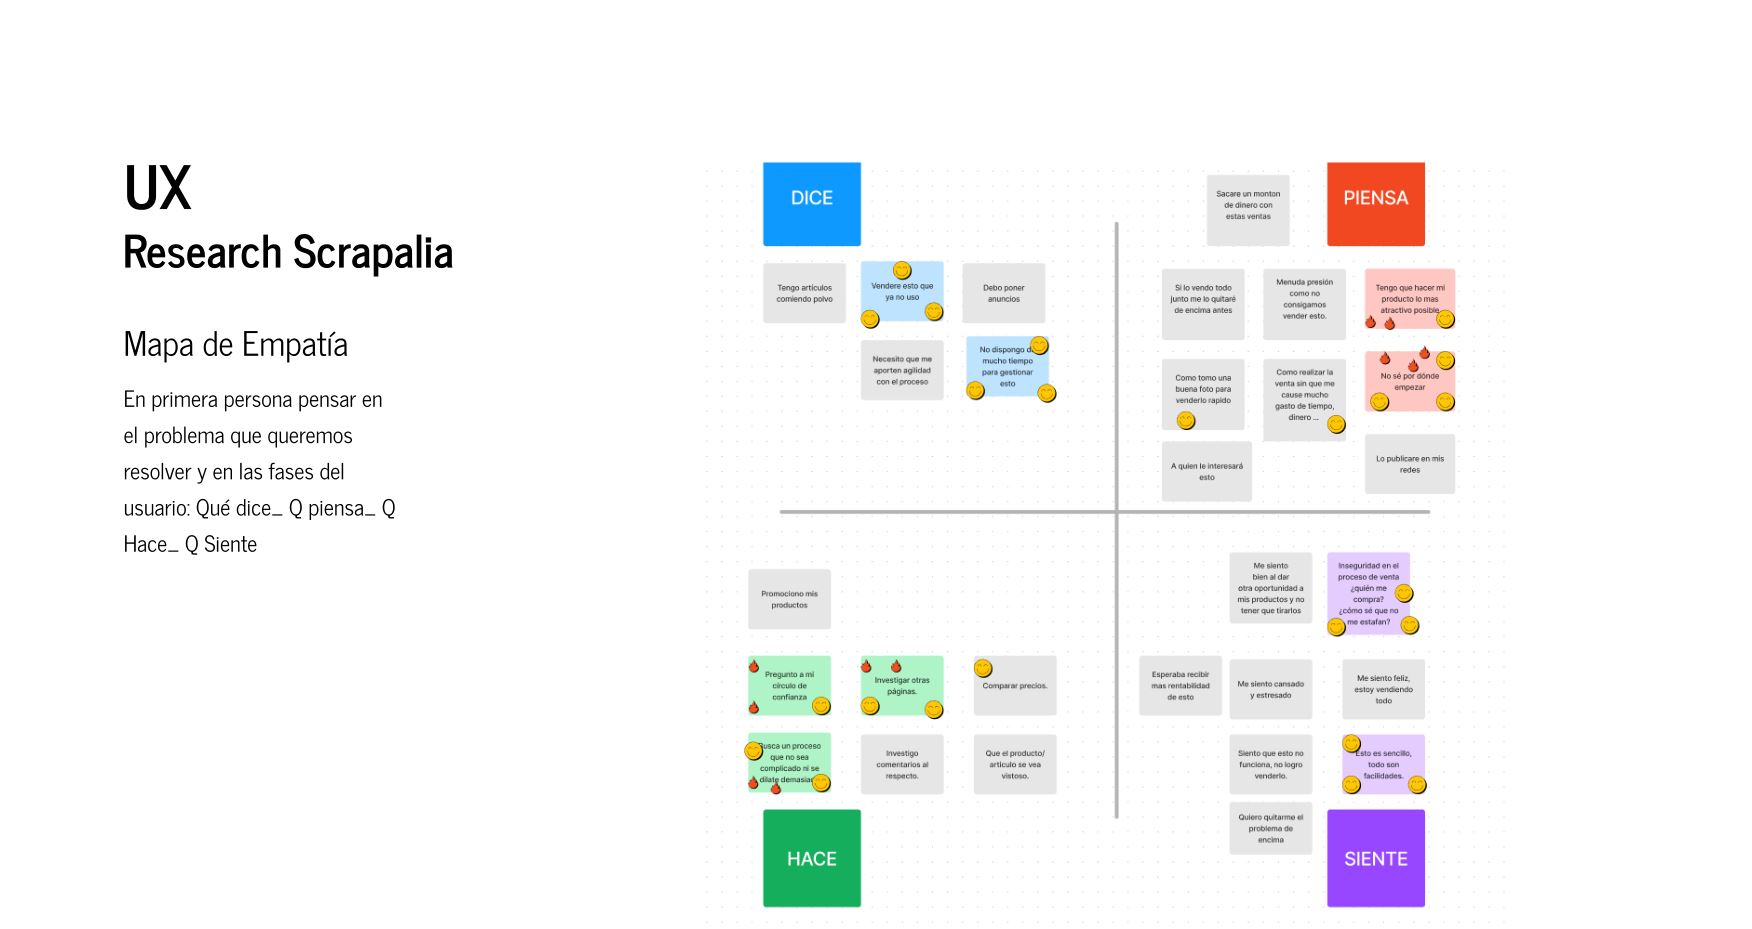 UX
Research Scrapalia
Mapa de Empatía
En primera persona pensar en
el problema que queremos
resolver y en las fases del
usuario: Qué dice_ Q piensa_ Q
Hace_ Q Siente
DICE
Tengo artículos
comiendo polvo
Vendere esto que
ya no uso
Debo poner
anuncios
Necesito que me
aporten agilidad
con el proceso
No dispongo de
mucho tiempo
para gestionar
esto
PIENSA
Sacare un monton
de dinero con
estas ventas
Si lo vendo todo
junto me lo quitaré
de encima antes
Menuda presión
como no
consigamos
vender esto.
Tengo que hacer mi
producto lo mas
atractivo posible
Como tomo una
buena foto para
venderlo rapido
Como realizar la
venta sin que me
cause mucho
gasto de tiempo,
dinero ...
No sé por dónde
empezar
A quien le interesará
esto
Lo publicare en mis
redes
Promociono mis
productos
Pregunto a mi
círculo de
confianza
Investigar otras
páginas.
Comparar precios.
Busca un proceso
que no sea
complicado ni se
dilate
Investigo
comentarios al
respecto.
Que el producto/
artículo se vea
vistoso.
HACE
Me siento
bien al dar
otra oportunidad a
mis productos y no
tener que tirarlos
Inseguridad en el
proceso de venta
¿quién me
compra?
¿cómo sé que no
me estafan?
Esperaba recibir
mas rentabilidad
de esto
Me siento cansado
y estresado
Me siento feliz,
estoy vendiendo
todo
Siento que esto no
funciona, no logro
venderlo.
Esto es sencillo,
todo son
facilidades.
Quiero quitarme el
problema de
encima
SIENTE